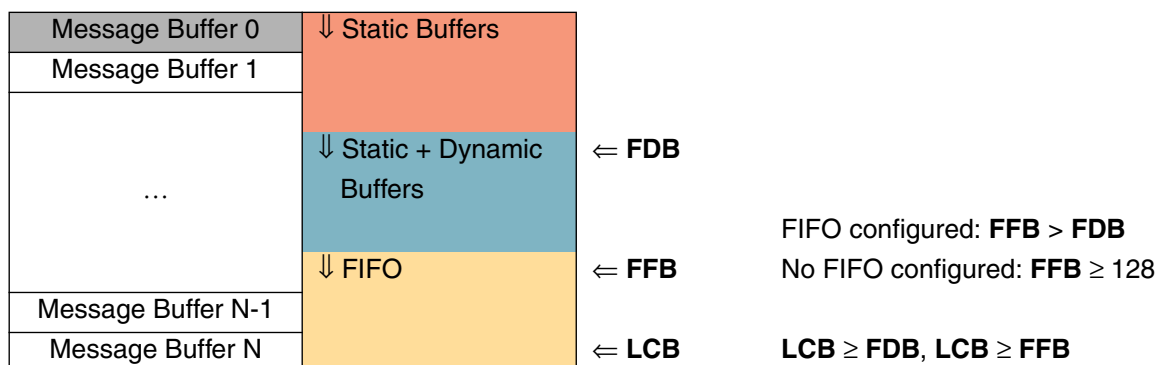 Message Buffer 0 ⇓ Static Buffers
Message Buffer 1
⇓ Static + Dynamic ⇐ FDB
… Buffers
FIFO configured: FFB > FDB
⇓ FIFO ⇐ FFB No FIFO configured: FFB ≥ 128
Message Buffer N-1
Message Buffer N ⇐ LCB LCB ≥ FDB, LCB ≥ FFB